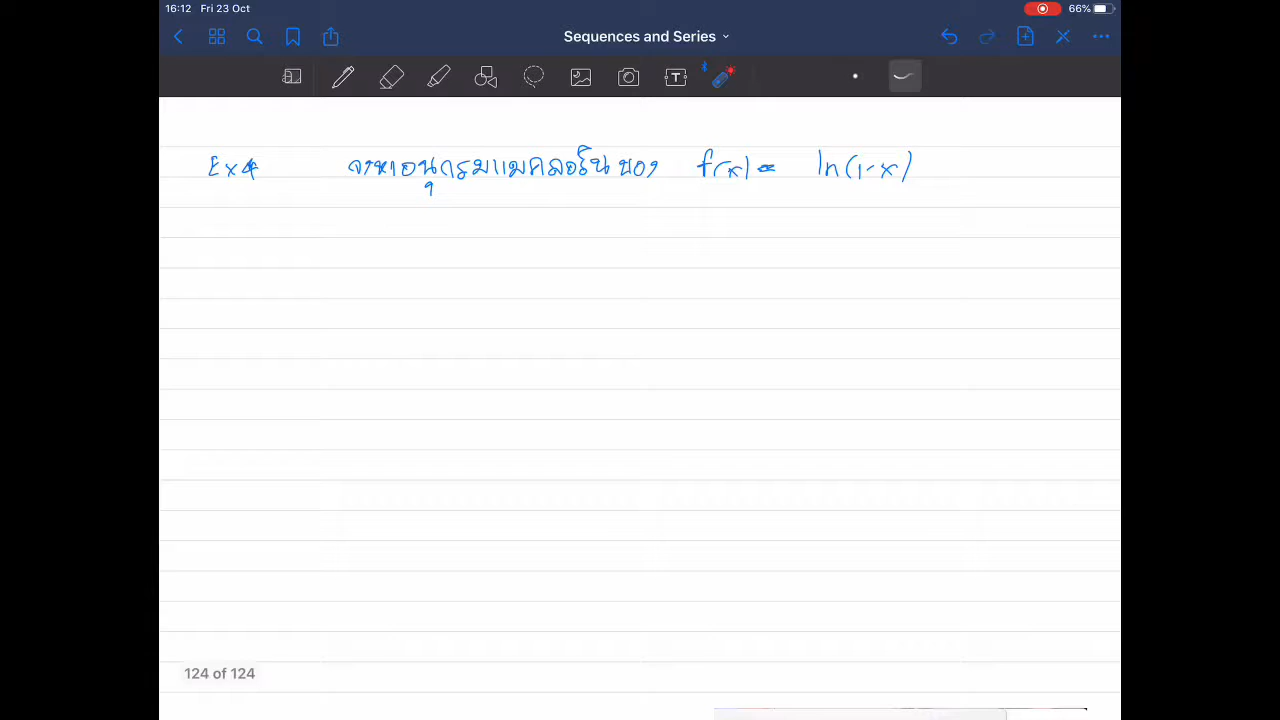 16:12 Fri 23 Oct 66%
Sequences and Series
T
Ex4 จงหาอนุกรมแมคลอริน ของ f(x) = ln(1-x)
124 of 124